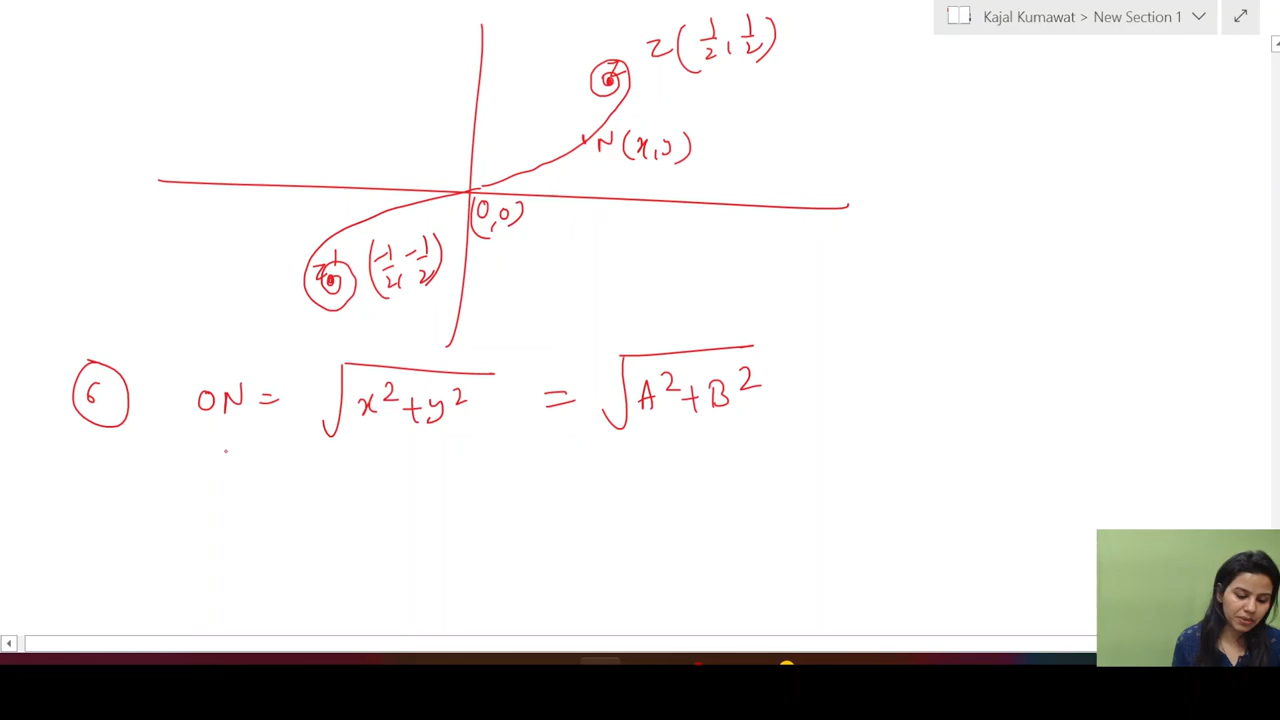 Kajal Kumawat > New Section 1
Z (1/2, 1/2)
Z
N (x, y)
(0,0)
Z¹ (-1/2, -1/2)
6 ON = √(x²+y²) = √(A²+B²)